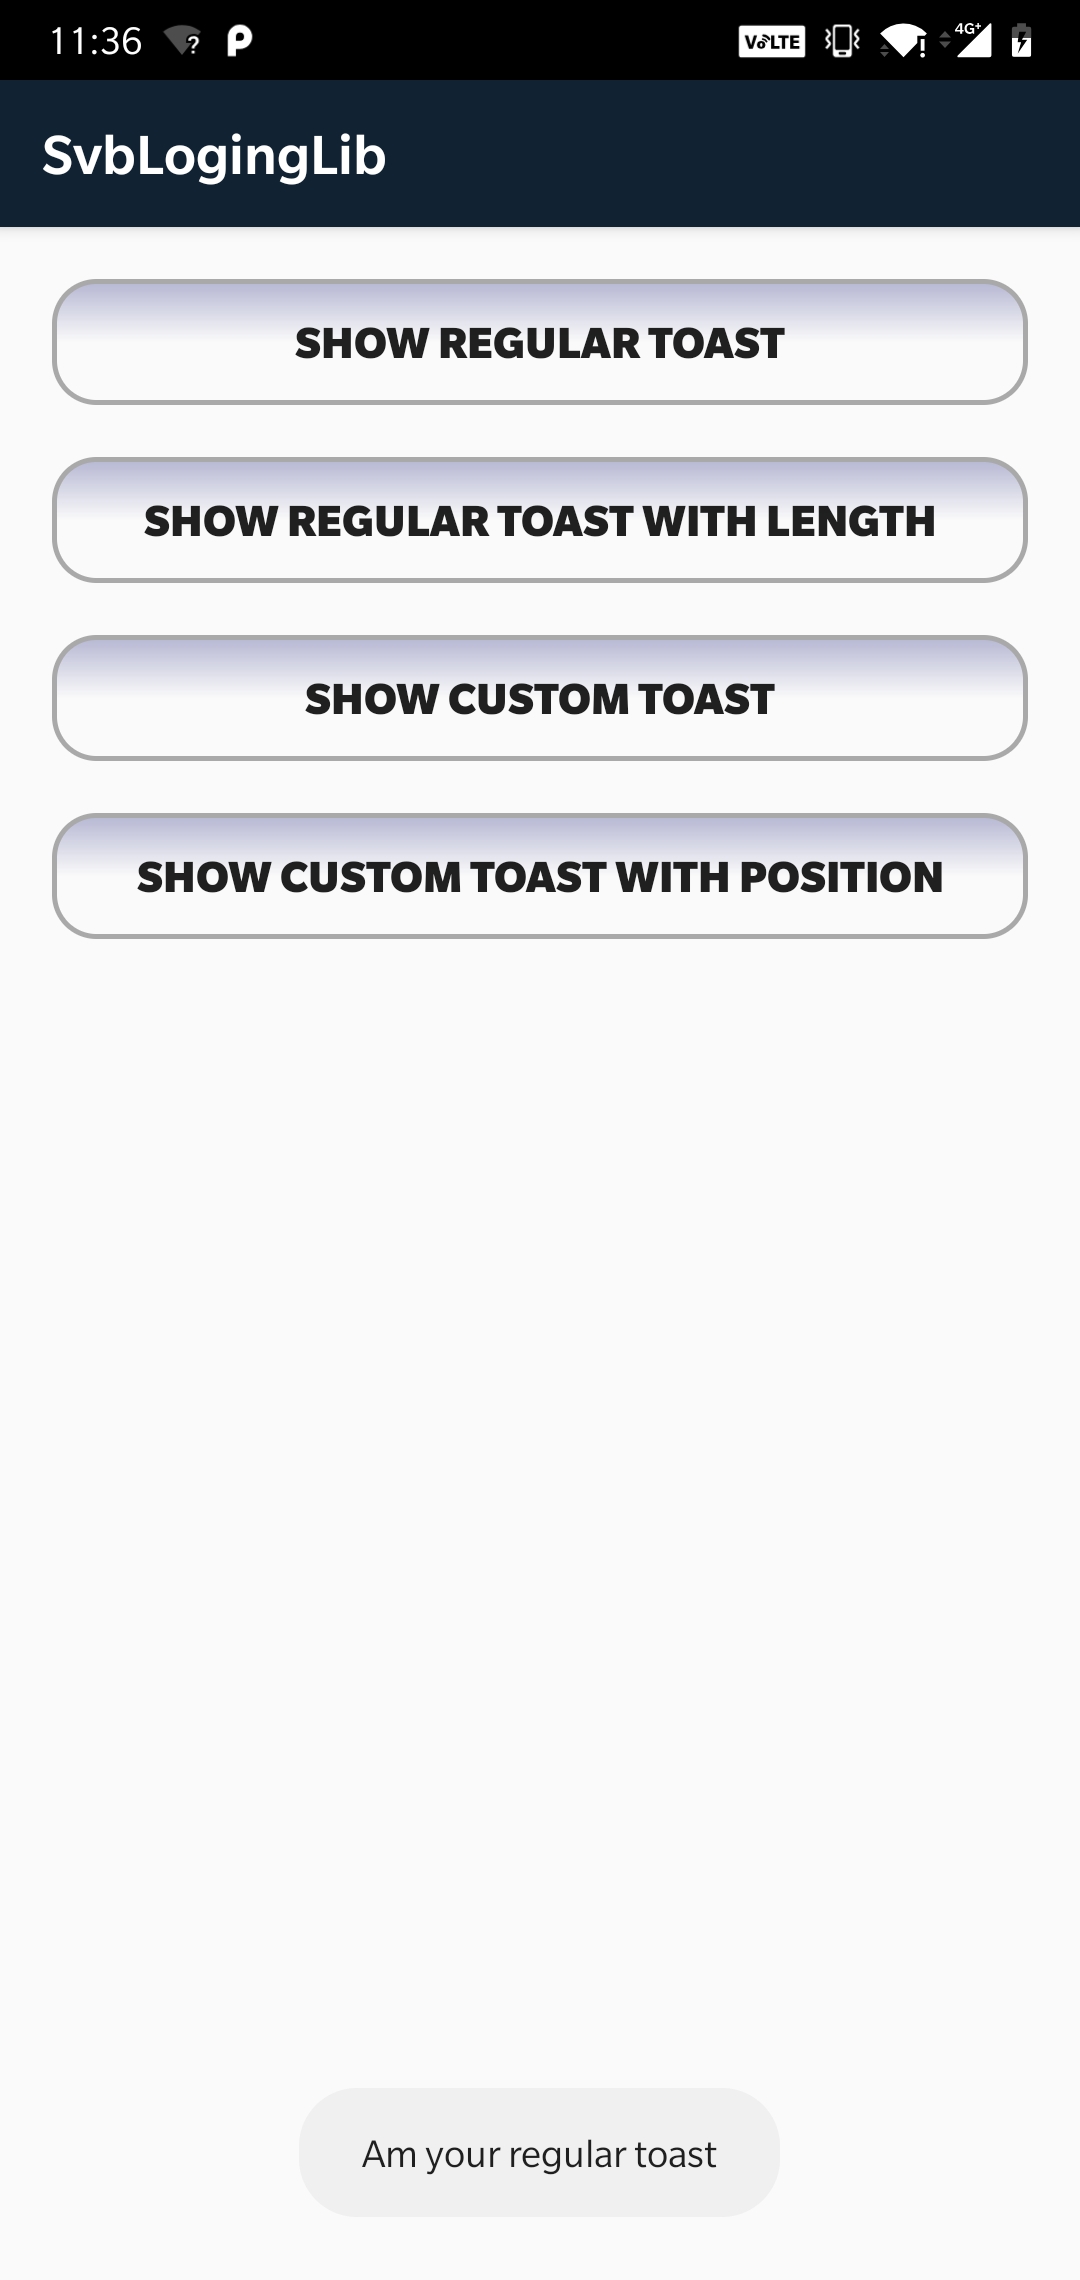 11:36
VoLTE
4G+
SvbLogingLib
SHOW REGULAR TOAST
SHOW REGULAR TOAST WITH LENGTH
SHOW CUSTOM TOAST
SHOW CUSTOM TOAST WITH POSITION
Am your regular toast